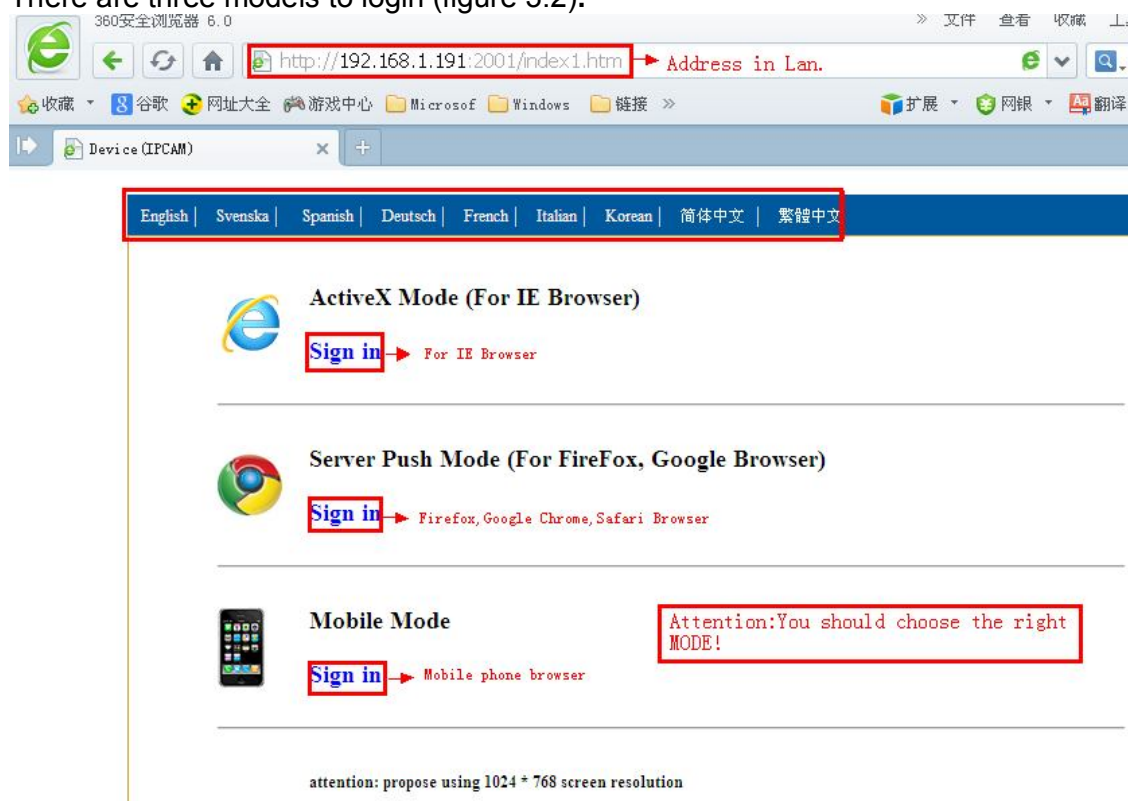 There are three models to login (figure 3.2).
360安全浏览器 6.0 » 文件 查看 收藏
http://192.168.1.191:2001/index1.htm Address in Lan.
收藏 谷歌 网址大全 游戏中心 Microsof Windows 链接 » 扩展 网银 翻译
Device(IPCAM)
English | Svenska | Spanish | Deutsch | French | Italian | Korean | 简体中文 | 繁體中文
ActiveX Mode (For IE Browser)
Sign in For IE Browser
Server Push Mode (For FireFox, Google Browser)
Sign in Firefox,Google Chrome,Safari Browser
Mobile Mode
Attention:You should choose the right
MODE!
Sign in Mobile phone browser
attention: propose using 1024 * 768 screen resolution